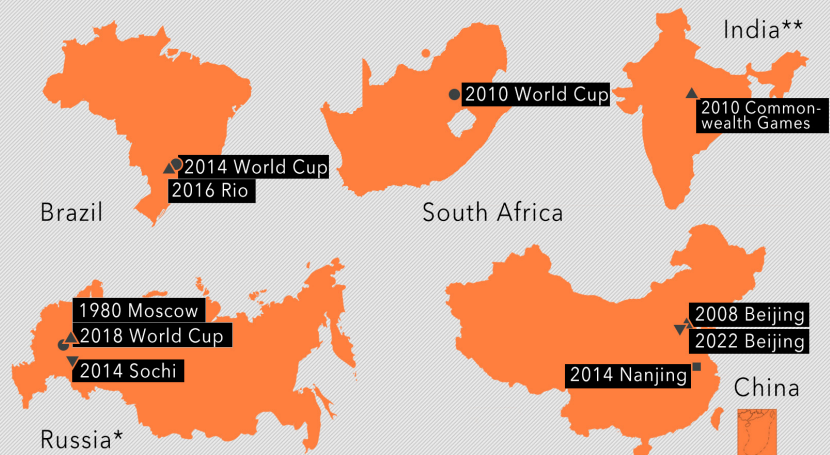 India**
2010 World Cup
2010 Common-
wealth Games
2014 World Cup
2016 Rio
Brazil
South Africa
1980 Moscow
2018 World Cup
2014 Sochi
Russia*
2008 Beijing
2022 Beijing
2014 Nanjing
China